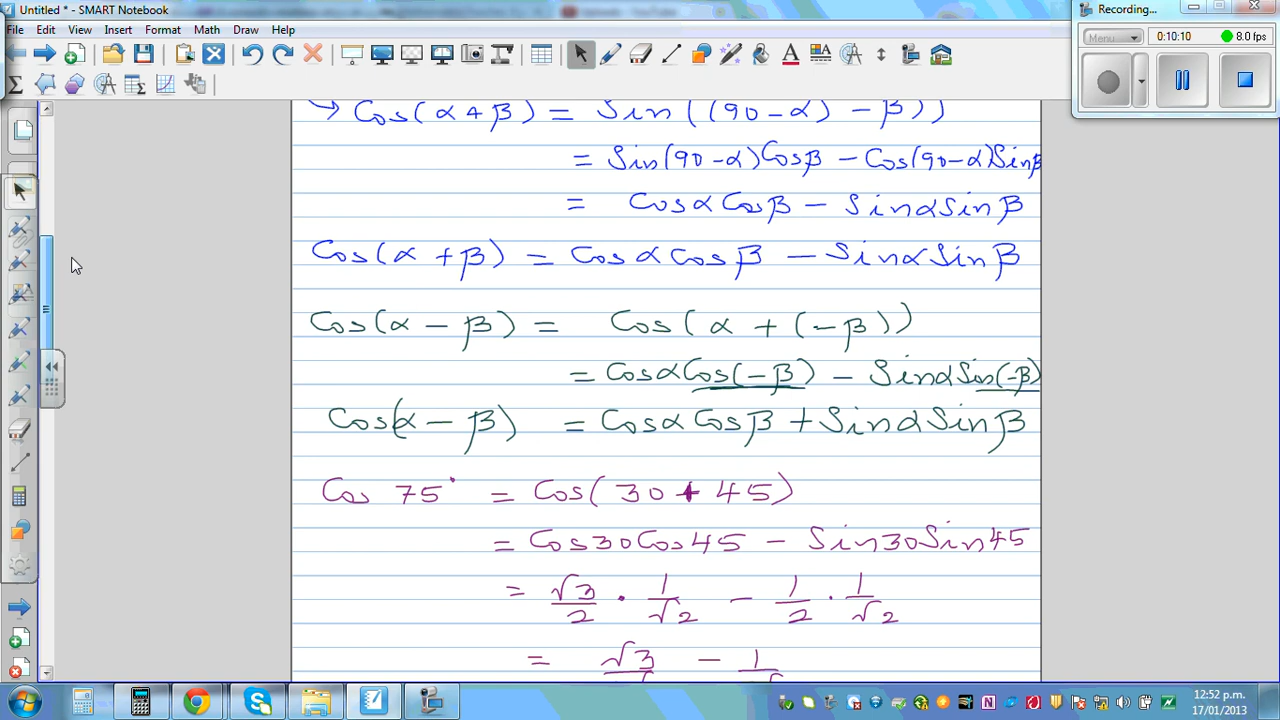 Untitled * - SMART Notebook
Recording...
File Edit View Insert Format Math Draw Help
Menu 0:10:10 8.0 fps
Cos(α+β) = Sin((90-α) - β))
= Sin(90-α)Cosβ - Cos(90-α)Sinβ
= CosαCosβ - SinαSinβ
Cos(α+β) = CosαCosβ - SinαSinβ
Cos(α-β) = Cos(α+(-β))
= CosαCos(-β) - SinαSin(-β)
Cos(α-β) = CosαCosβ + SinαSinβ
Cos 75° = Cos(30+45)
= Cos30Cos45 - Sin30Sin45
= √3/2 · 1/√2 - 1/2 · 1/√2
= √3 - 1
12:52 p.m.
17/01/2013